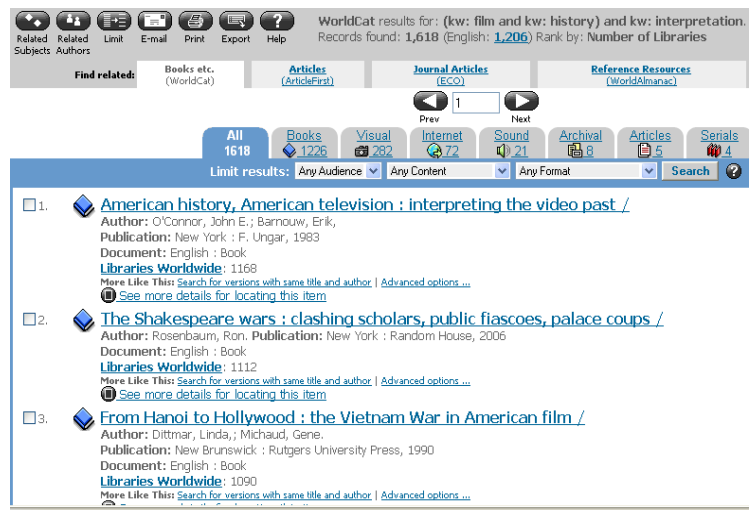 WorldCat results for: (kw: film and kw: history) and kw: interpretation.
Records found: 1,618 (English: 1,206) Rank by: Number of Libraries
Related Subjects Related Authors Limit E-mail Print Export Help
Find related: Books etc. (WorldCat) Articles (ArticleFirst) Journal Articles (ECO) Reference Resources (WorldAlmanac)
1
Prev Next
All 1618 Books 1226 Visual 282 Internet 72 Sound 21 Archival 8 Articles 5 Serials 4
Limit results: Any Audience Any Content Any Format Search ?
1. American history, American television : interpreting the video past /
Author: O'Connor, John E.; Barnouw, Erik,
Publication: New York : F. Ungar, 1983
Document: English : Book
Libraries Worldwide: 1168
More Like This: Search for versions with same title and author | Advanced options ...
See more details for locating this item
2. The Shakespeare wars : clashing scholars, public fiascoes, palace coups /
Author: Rosenbaum, Ron. Publication: New York : Random House, 2006
Document: English : Book
Libraries Worldwide: 1112
More Like This: Search for versions with same title and author | Advanced options ...
See more details for locating this item
3. From Hanoi to Hollywood : the Vietnam War in American film /
Author: Dittmar, Linda,; Michaud, Gene.
Publication: New Brunswick : Rutgers University Press, 1990
Document: English : Book
Libraries Worldwide: 1090
More Like This: Search for versions with same title and author | Advanced options ...